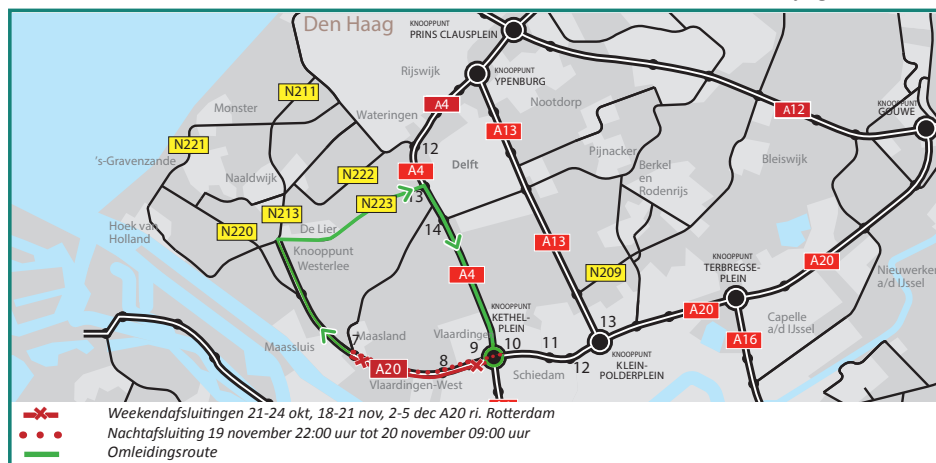 Den Haag
KNOOPPUNT
PRINS CLAUSPLEIN
Rijswijk
KNOOPPUNT
YPENBURG
N211
Monster
A4
Nootdorp
A12
KNOOPPUNT
GOUWE
Wateringen
A13
N221
12
's-Gravenzande
Delft
Pijnacker
Berkel
en
Rodenrijs
Bleiswijk
Naaldwijk
N222
A4
13
N223
N213
De Lier
14
Hoek van
Holland
N220
Knooppunt
Westerlee
A13
A4
N209
KNOOPPUNT
TERBREGSE-
PLEIN
A20
Nieuwerker
a/d IJssel
KNOOPPUNT
KETHEL-
PLEIN
A20
Capelle
a/d IJssel
A16
Maassluis
7
Maasland
Vlaardinge
9
10
11
13
12
KNOOPPUNT
KLEIN-
POLDERPLEIN
8
A20
Vlaardingen-West
Schiedam
Weekendafsluitingen 21-24 okt, 18-21 nov, 2-5 dec A20 ri. Rotterdam
Nachtafsluiting 19 november 22:00 uur tot 20 november 09:00 uur
Omleidingsroute